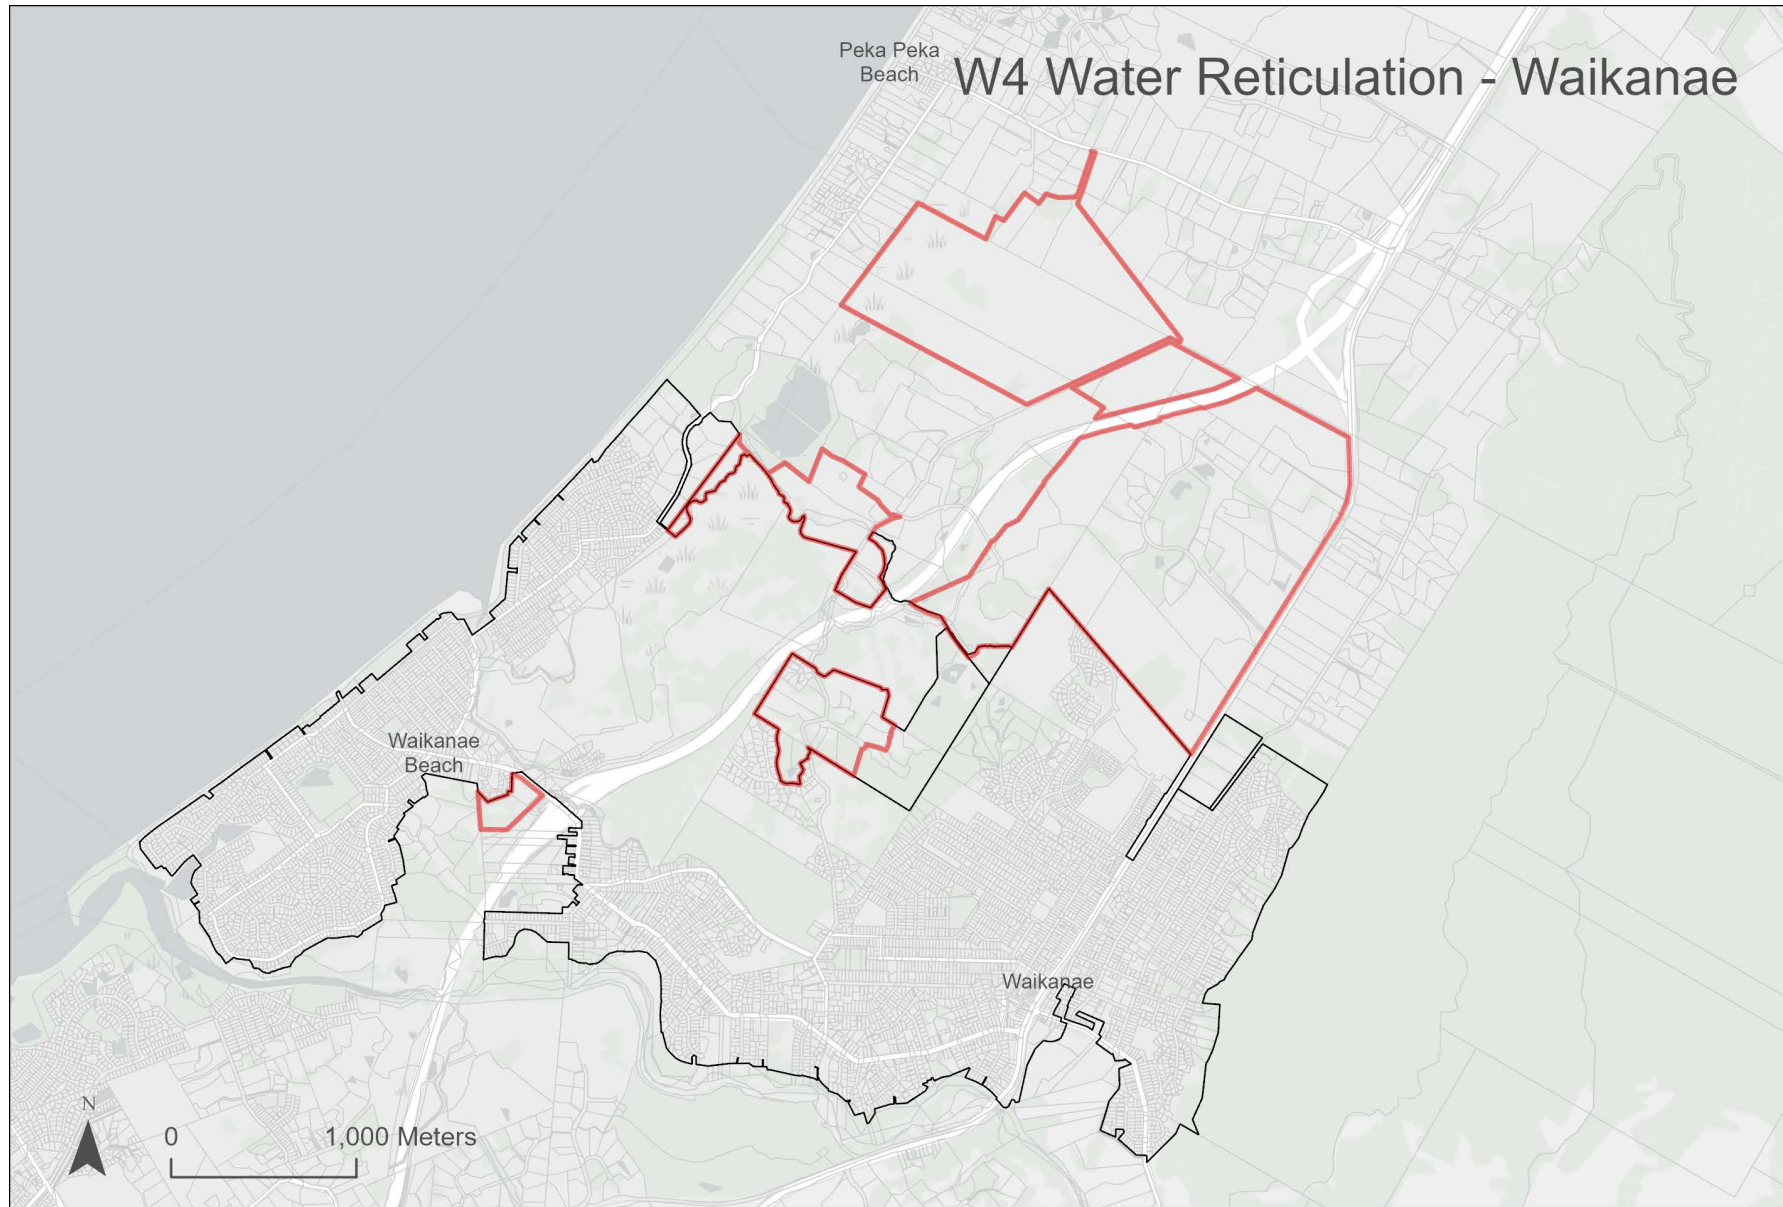 Peka Peka
Beach
W4 Water Reticulation - Waikanae
Waikanae
Beach
Waikanae
N
0
1,000 Meters